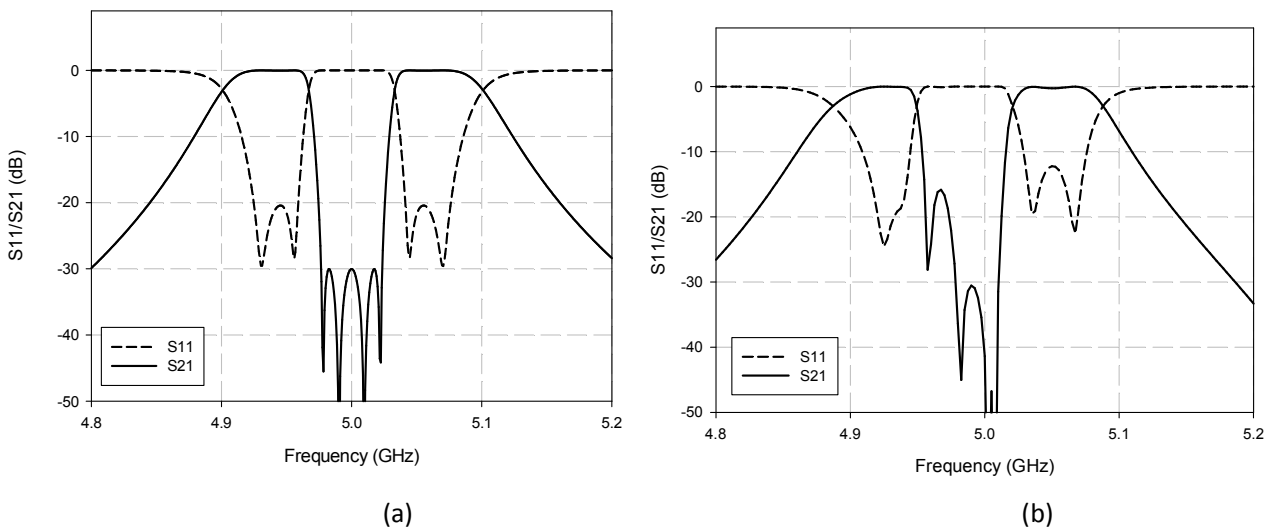 S11/S21 (dB)
0
-10
-20
-30
-40
-50
S11
S21
4.8
4.9
5.0
5.1
5.2
Frequency (GHz)
(a)
S11/S21 (dB)
0
-10
-20
-30
-40
-50
S11
S21
4.8
4.9
5.0
5.1
5.2
Frequency (GHz)
(b)